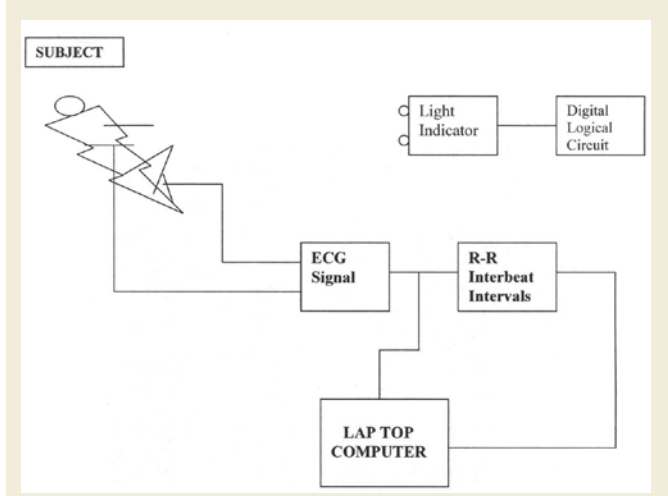 SUBJECT
Light
Indicator
Digital
Logical
Circuit
ECG
Signal
R-R
Interbeat
Intervals
LAP TOP
COMPUTER